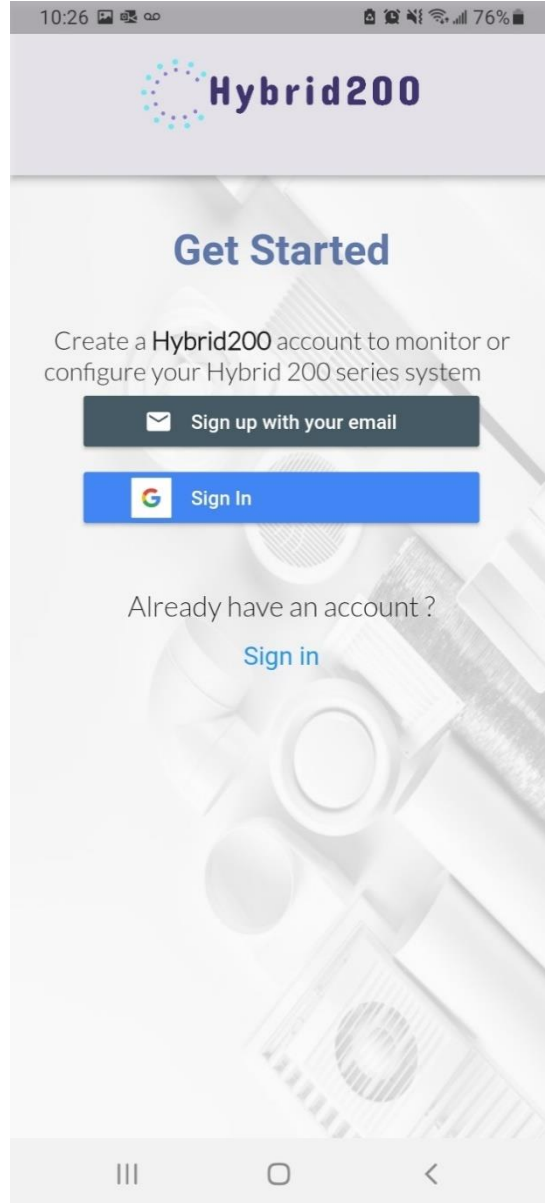 10:26 76%
Hybrid200
Get Started
Create a Hybrid200 account to monitor or
configure your Hybrid 200 series system
Sign up with your email
G Sign In
Already have an account ?
Sign in